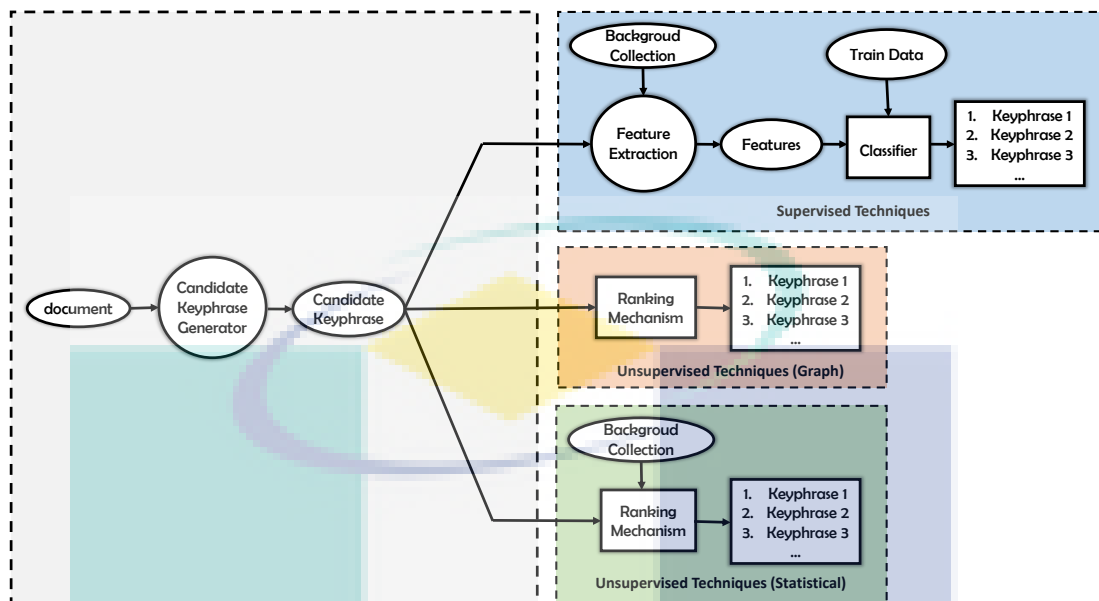 document
Candidate
Keyphrase
Generator
Candidate
Keyphrase
Backgroud
Collection
Feature
Extraction
Features
Train Data
Classifier
1. Keyphrase 1
2. Keyphrase 2
3. Keyphrase 3
...
Supervised Techniques
Ranking
Mechanism
1. Keyphrase 1
2. Keyphrase 2
3. Keyphrase 3
...
Unsupervised Techniques (Graph)
Backgroud
Collection
Ranking
Mechanism
1. Keyphrase 1
2. Keyphrase 2
3. Keyphrase 3
...
Unsupervised Techniques (Statistical)